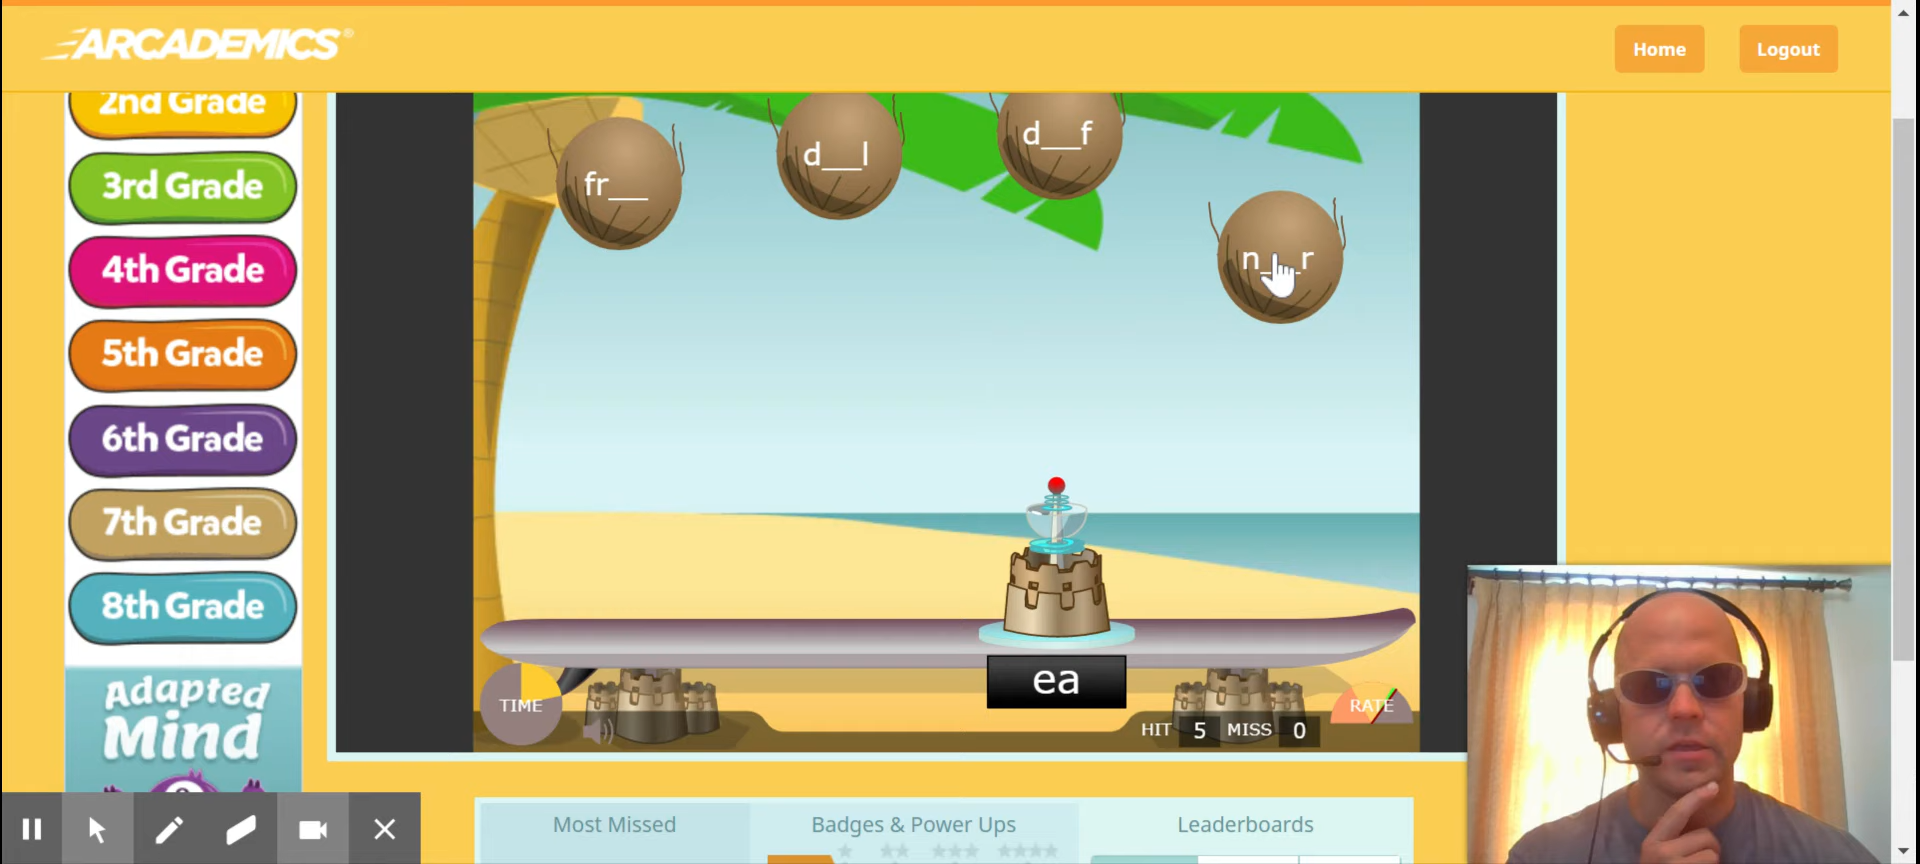 ARCADEMICS®
Home
Logout
2nd Grade
3rd Grade
4th Grade
5th Grade
6th Grade
7th Grade
8th Grade
Adapted
Mind
fr__
d__l
d__f
n__r
ea
TIME
RATE
HIT 5 MISS 0
Most Missed
Badges & Power Ups
Leaderboards